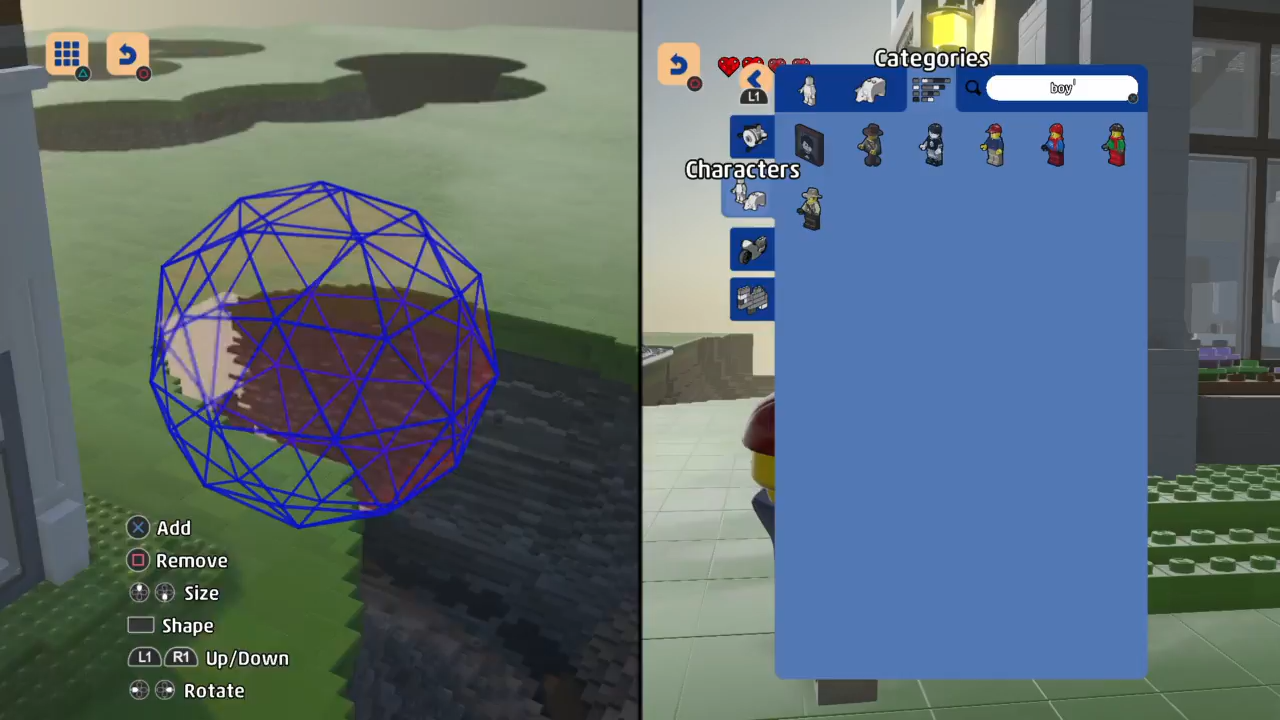 Add
Remove
Size
Shape
L1 R1 Up/Down
Rotate
Categories
L1
boy'
Characters